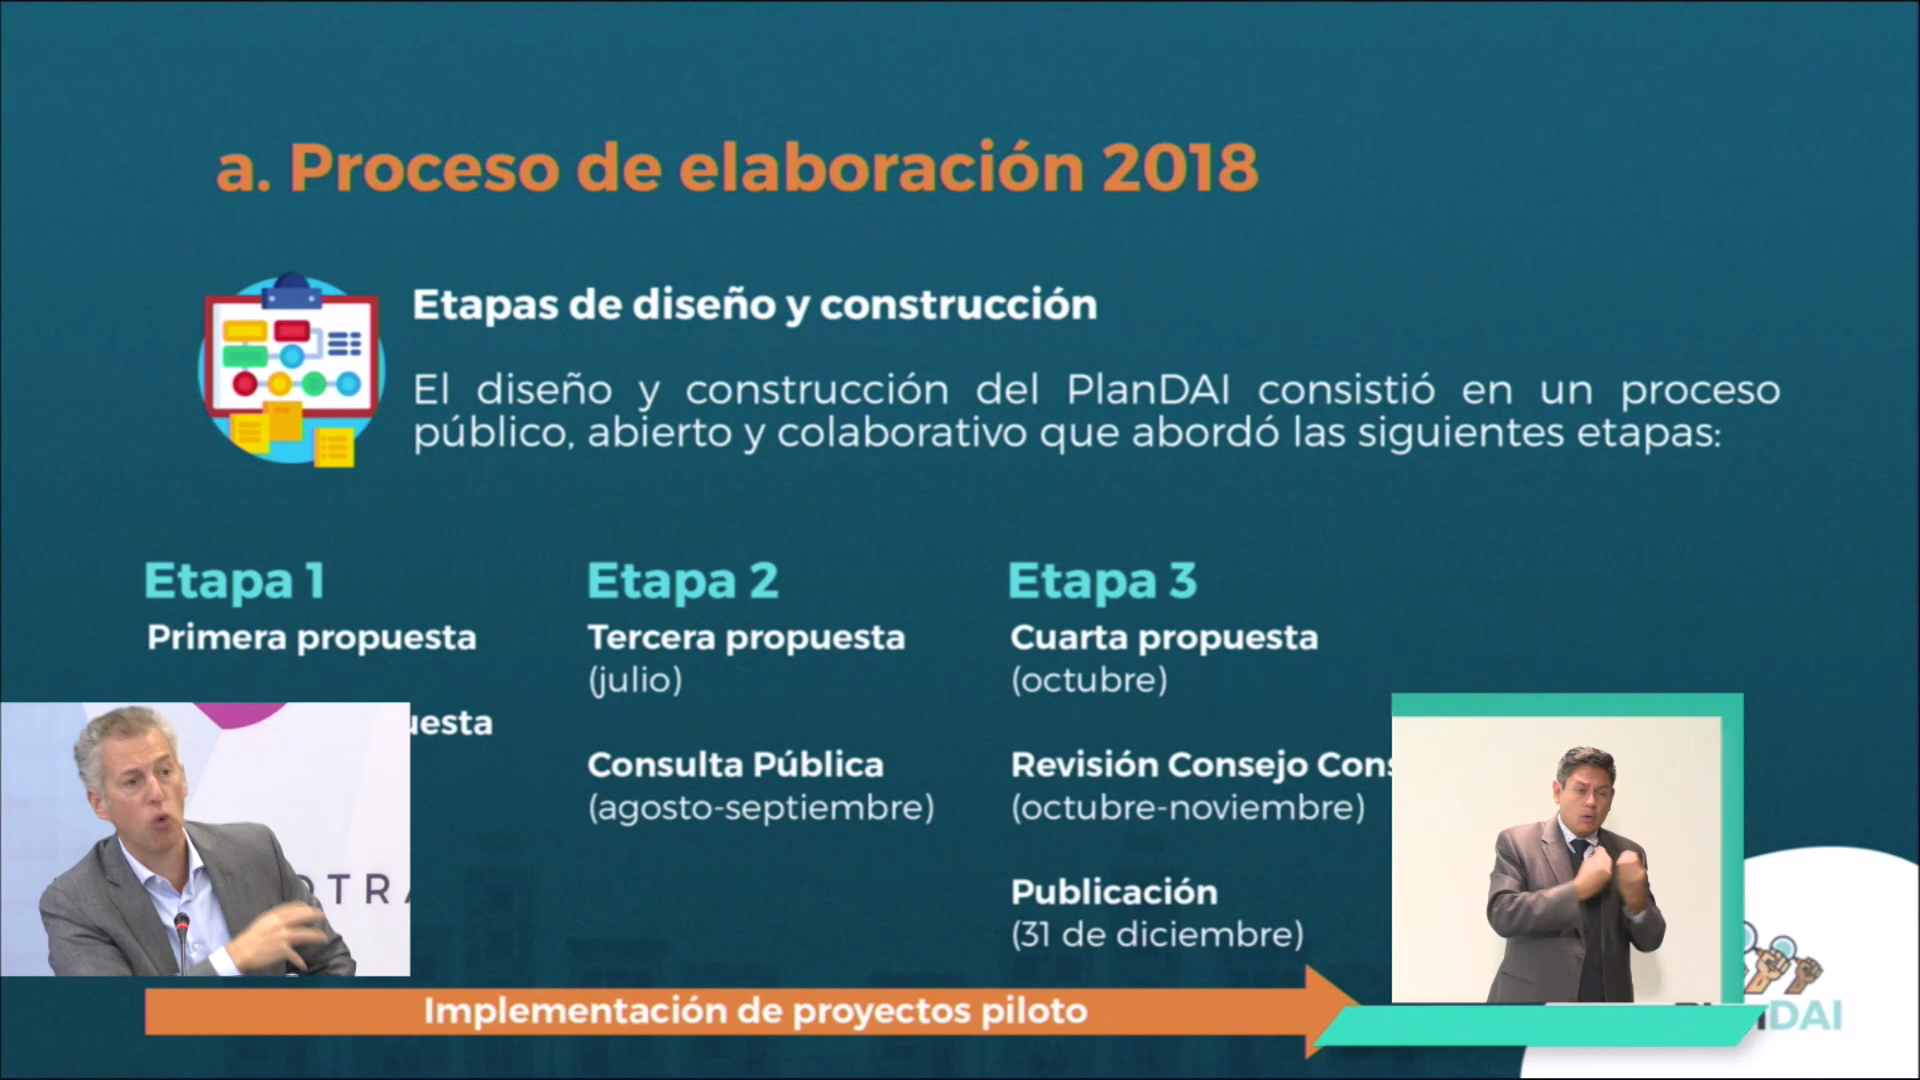 a. Proceso de elaboración 2018
Etapas de diseño y construcción
El diseño y construcción del PlanDAI consistió en un proceso
público, abierto y colaborativo que abordó las siguientes etapas:
Etapa 1
Primera propuesta
Etapa 2
Tercera propuesta
(julio)
Consulta Pública
(agosto-septiembre)
Etapa 3
Cuarta propuesta
(octubre)
Revisión Consejo
(octubre-noviembre)
Publicación
(31 de diciembre)
Implementación de proyectos piloto